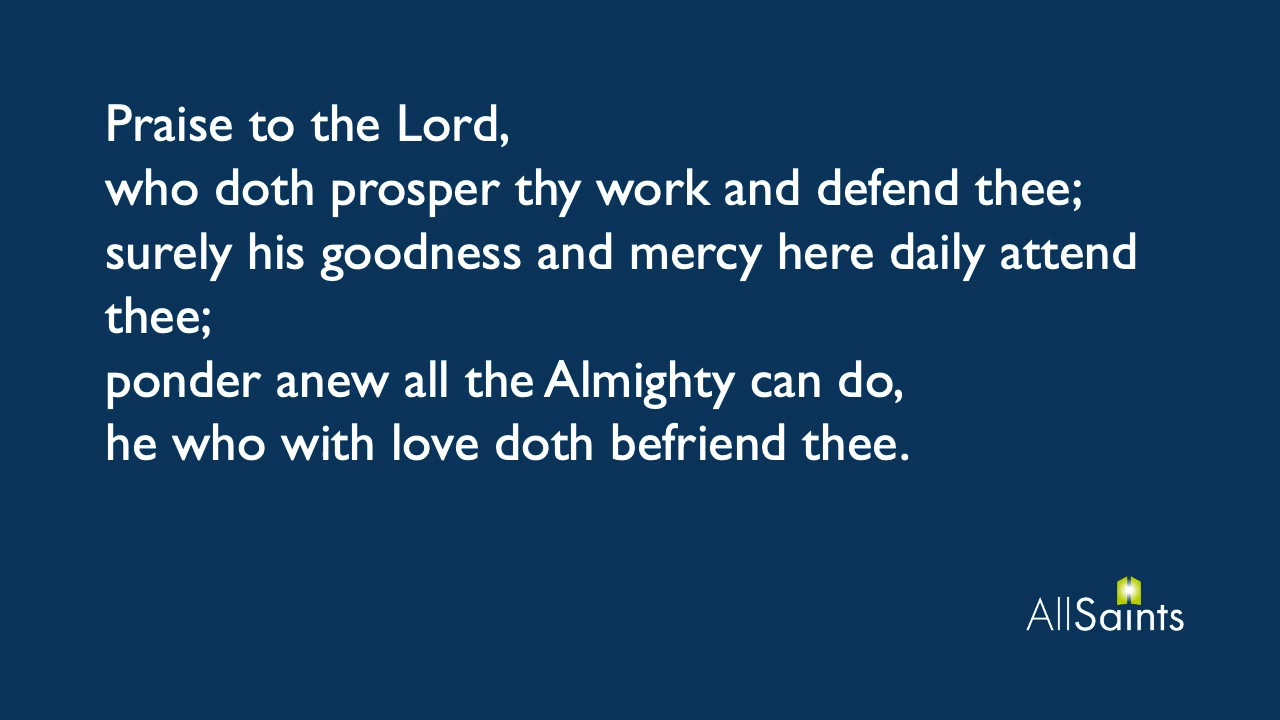 Praise to the Lord,
who doth prosper thy work and defend thee;
surely his goodness and mercy here daily attend
thee;
ponder anew all the Almighty can do,
he who with love doth befriend thee.
AllSaints